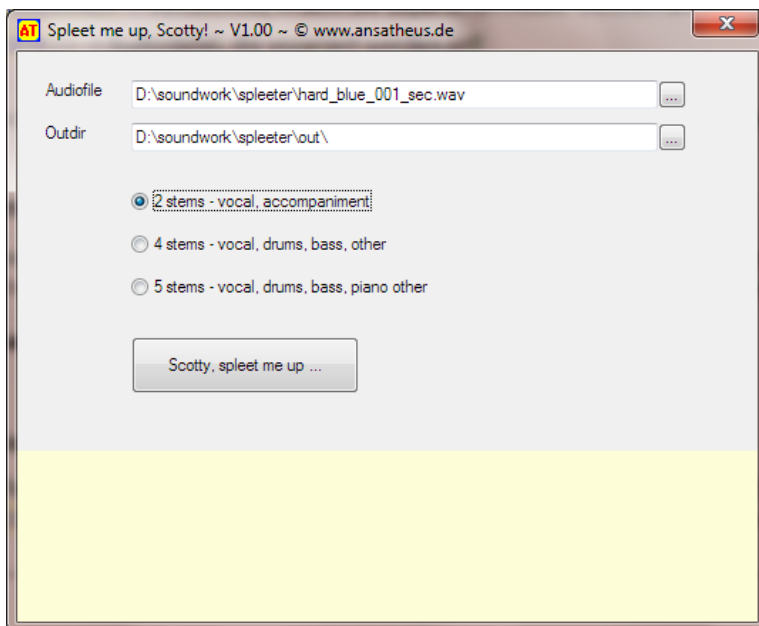 AT Spleet me up, Scotty! ~ V1.00 ~ © www.ansatheus.de
Audiofile D:\soundwork\spleeter\hard_blue_001_sec.wav ...
Outdir D:\soundwork\spleeter\out\ ...
2 stems - vocal, accompaniment
4 stems - vocal, drums, bass, other
5 stems - vocal, drums, bass, piano other
Scotty, spleet me up ...